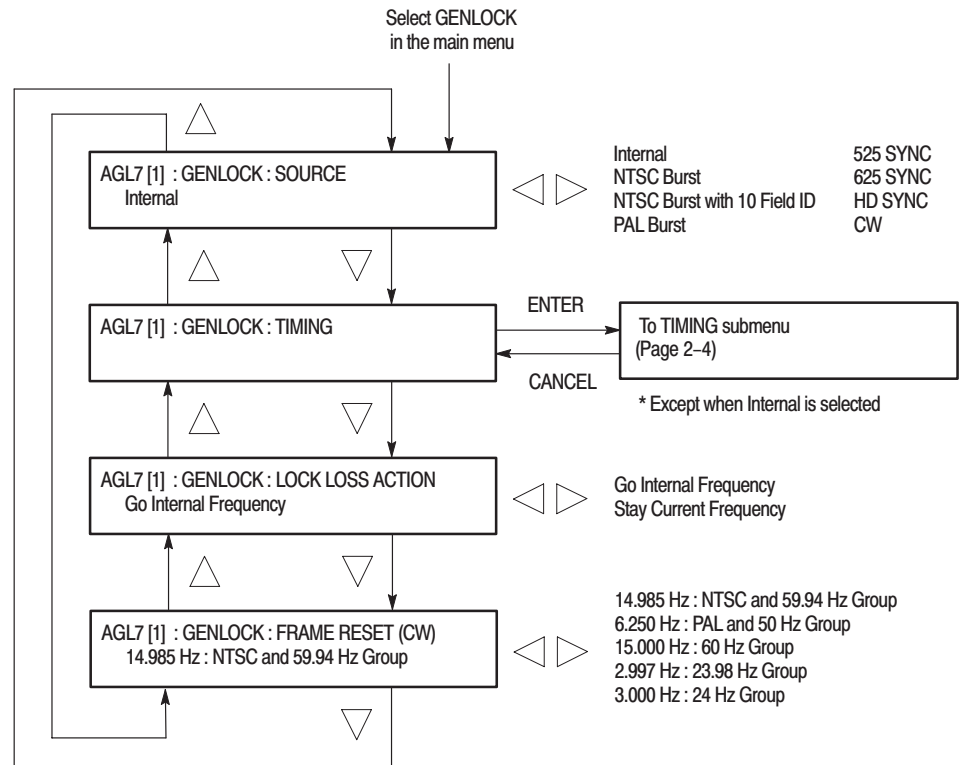 Select GENLOCK
in the main menu
AGL7 [1] : GENLOCK : SOURCE
Internal
Internal 525 SYNC
NTSC Burst 625 SYNC
NTSC Burst with 10 Field ID HD SYNC
PAL Burst CW
AGL7 [1] : GENLOCK : TIMING
ENTER
CANCEL
To TIMING submenu
(Page 2–4)
* Except when Internal is selected
AGL7 [1] : GENLOCK : LOCK LOSS ACTION
Go Internal Frequency
Go Internal Frequency
Stay Current Frequency
AGL7 [1] : GENLOCK : FRAME RESET (CW)
14.985 Hz : NTSC and 59.94 Hz Group
14.985 Hz : NTSC and 59.94 Hz Group
6.250 Hz : PAL and 50 Hz Group
15.000 Hz : 60 Hz Group
2.997 Hz : 23.98 Hz Group
3.000 Hz : 24 Hz Group